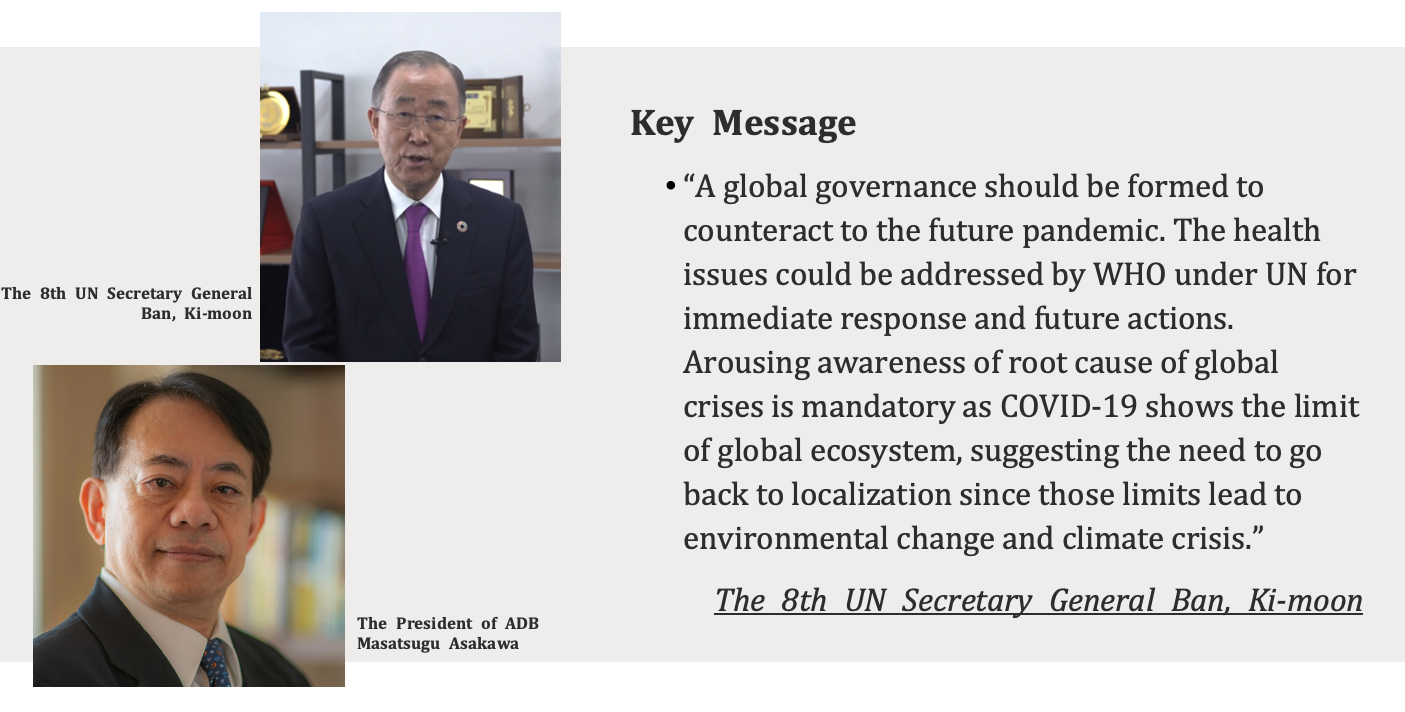 The 8th UN Secretary General
Ban, Ki-moon
The President of ADB
Masatsugu Asakawa
Key Message
• “A global governance should be formed to
counteract to the future pandemic. The health
issues could be addressed by WHO under UN for
immediate response and future actions.
Arousing awareness of root cause of global
crises is mandatory as COVID-19 shows the limit
of global ecosystem, suggesting the need to go
back to localization since those limits lead to
environmental change and climate crisis.”
The 8th UN Secretary General Ban, Ki-moon